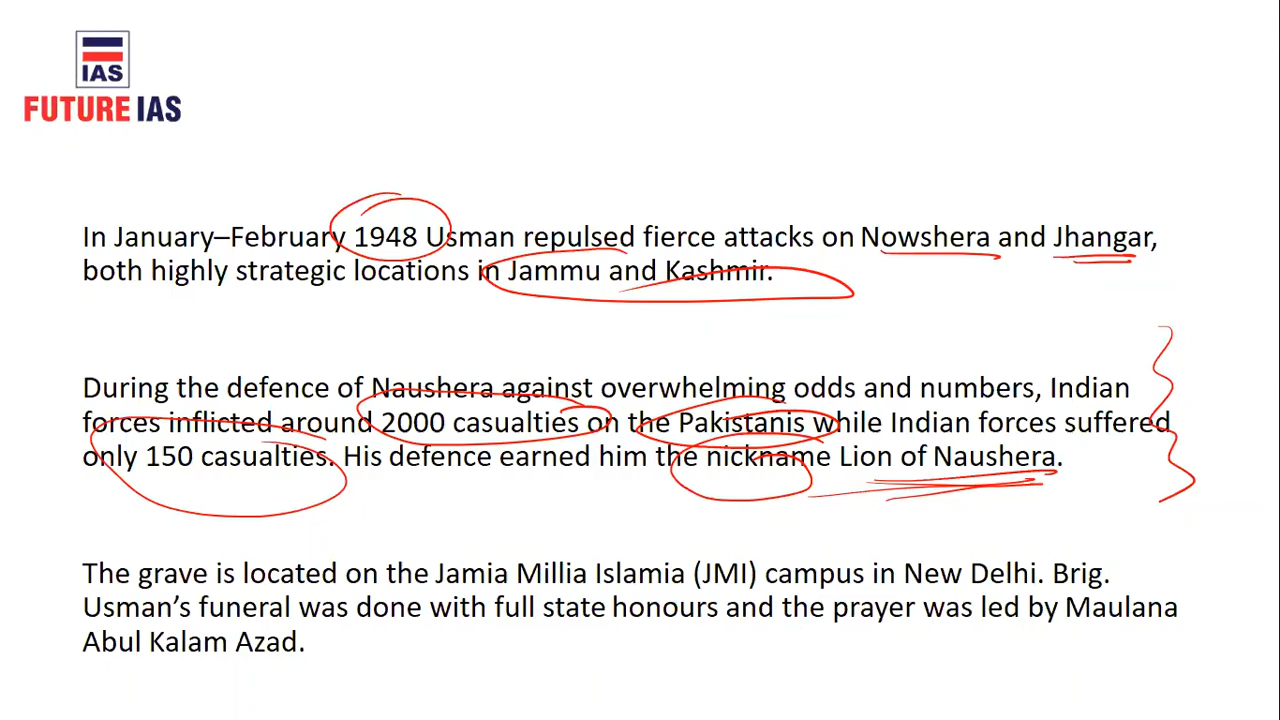 IAS
FUTURE IAS
In January–February 1948 Usman repulsed fierce attacks on Nowshera and Jhangar,
both highly strategic locations in Jammu and Kashmir.
During the defence of Naushera against overwhelming odds and numbers, Indian
forces inflicted around 2000 casualties on the Pakistanis while Indian forces suffered
only 150 casualties. His defence earned him the nickname Lion of Naushera.
The grave is located on the Jamia Millia Islamia (JMI) campus in New Delhi. Brig.
Usman’s funeral was done with full state honours and the prayer was led by Maulana
Abul Kalam Azad.